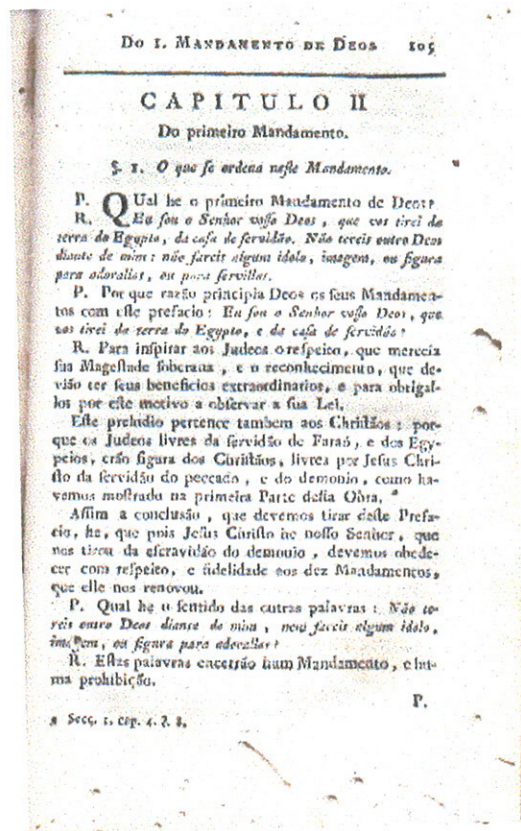 Do 1. Mandamento de Deos 105
CAPITULO II
Do primeiro Mandamento.
§. 1. O que ſe ordena neſte Mandamento.
P. QUal he o primeiro Mandamento de Deos?
R. Eu ſou o Senhor voſſo Deos, que vos tirei da
terra do Egypto, da caſa de ſervidão. Não tereis outro Deos
diante de mim: não fareis algum idolo, imagem, ou figura
para adorallas, ou para ſervillas.
P. Por que razão principia Deos os ſeus Mandamen-
tos com eſte prefacio: Eu ſou o Senhor voſſo Deos, que
vos tirei da terra do Egypto, e da caſa de ſervidão?
R. Para inſpirar aos Judeos o reſpeito, que merecia
ſua Mageſtade ſoberana, e o reconhecimento, que de-
vião ter ſeus beneficios extraordinarios, e para obrigal-
los por eſte motivo a obſervar a ſua Lei.
Eſte preludio pertence tambem aos Chriſtãos: por-
que os Judeos livres da ſervidão de Faraó, e dos Egy-
pcios, erão figura dos Chriſtãos, livres por Jeſus Chri-
ſto da ſervidão do peccado, e do demonio, como ha-
vemos moſtrado na primeira Parte deſta Obra. *
Aſſim a concluſão, que devemos tirar deſte Prefa-
cio, he, que pois Jeſus Chriſto he noſſo Senhor, que
nos tirou da eſcravidão do demonio, devemos obede-
cer com reſpeito, e fidelidade aos dez Mandamentos,
que elle nos renovou.
P. Qual he o ſentido das outras palavras: Não te-
reis outro Deos diante de mim, nem fareis algum idolo,
imagem, ou figura para adorallas?
R. Eſtas palavras encerrão hum Mandamento, e hu-
ma prohibição.
P.
* Secç. 1. cap. 4. §. 8.